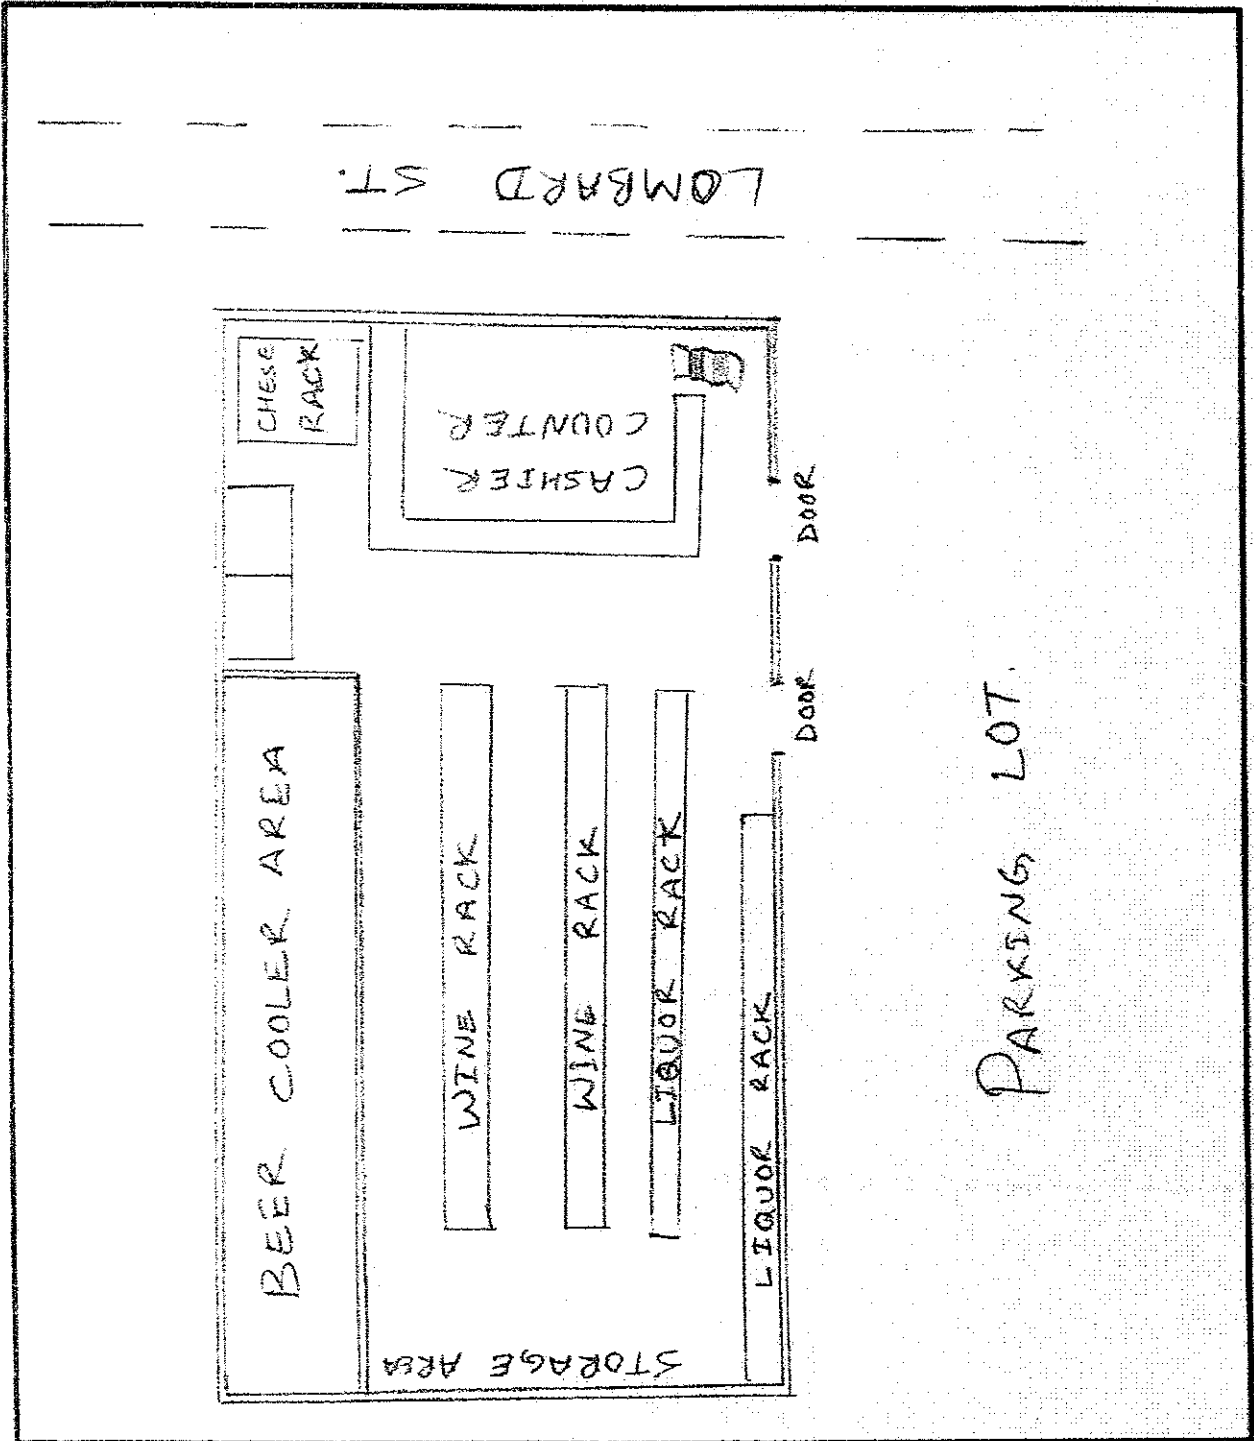 LOMBARD ST.
CHESE
RACK
CASHIER
COUNTER
DOOR
DOOR
BEER COOLER AREA
WINE RACK
WINE RACK
LIQUOR RACK
LIQUOR RACK
STORAGE AREA
PARKING LOT.